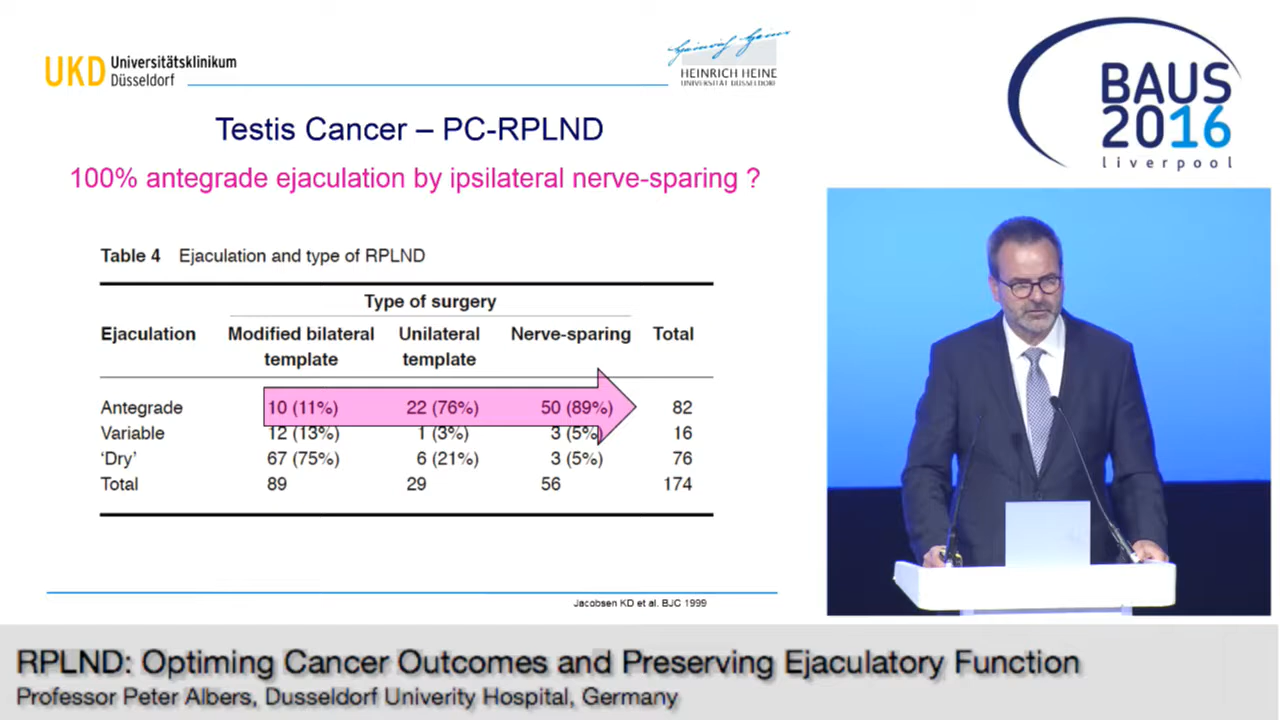 UKD Universitätsklinikum
Düsseldorf
Heinrich Heine
HEINRICH HEINE
UNIVERSITÄT DÜSSELDORF
BAUS
2016
liverpool
Testis Cancer – PC-RPLND
100% antegrade ejaculation by ipsilateral nerve-sparing ?
Table 4 Ejaculation and type of RPLND
Type of surgery
Ejaculation Modified bilateral Unilateral Nerve-sparing Total
template template
Antegrade 10 (11%) 22 (76%) 50 (89%) 82
Variable 12 (13%) 1 (3%) 3 (5%) 16
‘Dry’ 67 (75%) 6 (21%) 3 (5%) 76
Total 89 29 56 174
Jacobsen KD et al. BJC 1999
RPLND: Optiming Cancer Outcomes and Preserving Ejaculatory Function
Professor Peter Albers, Dusseldorf Univerity Hospital, Germany